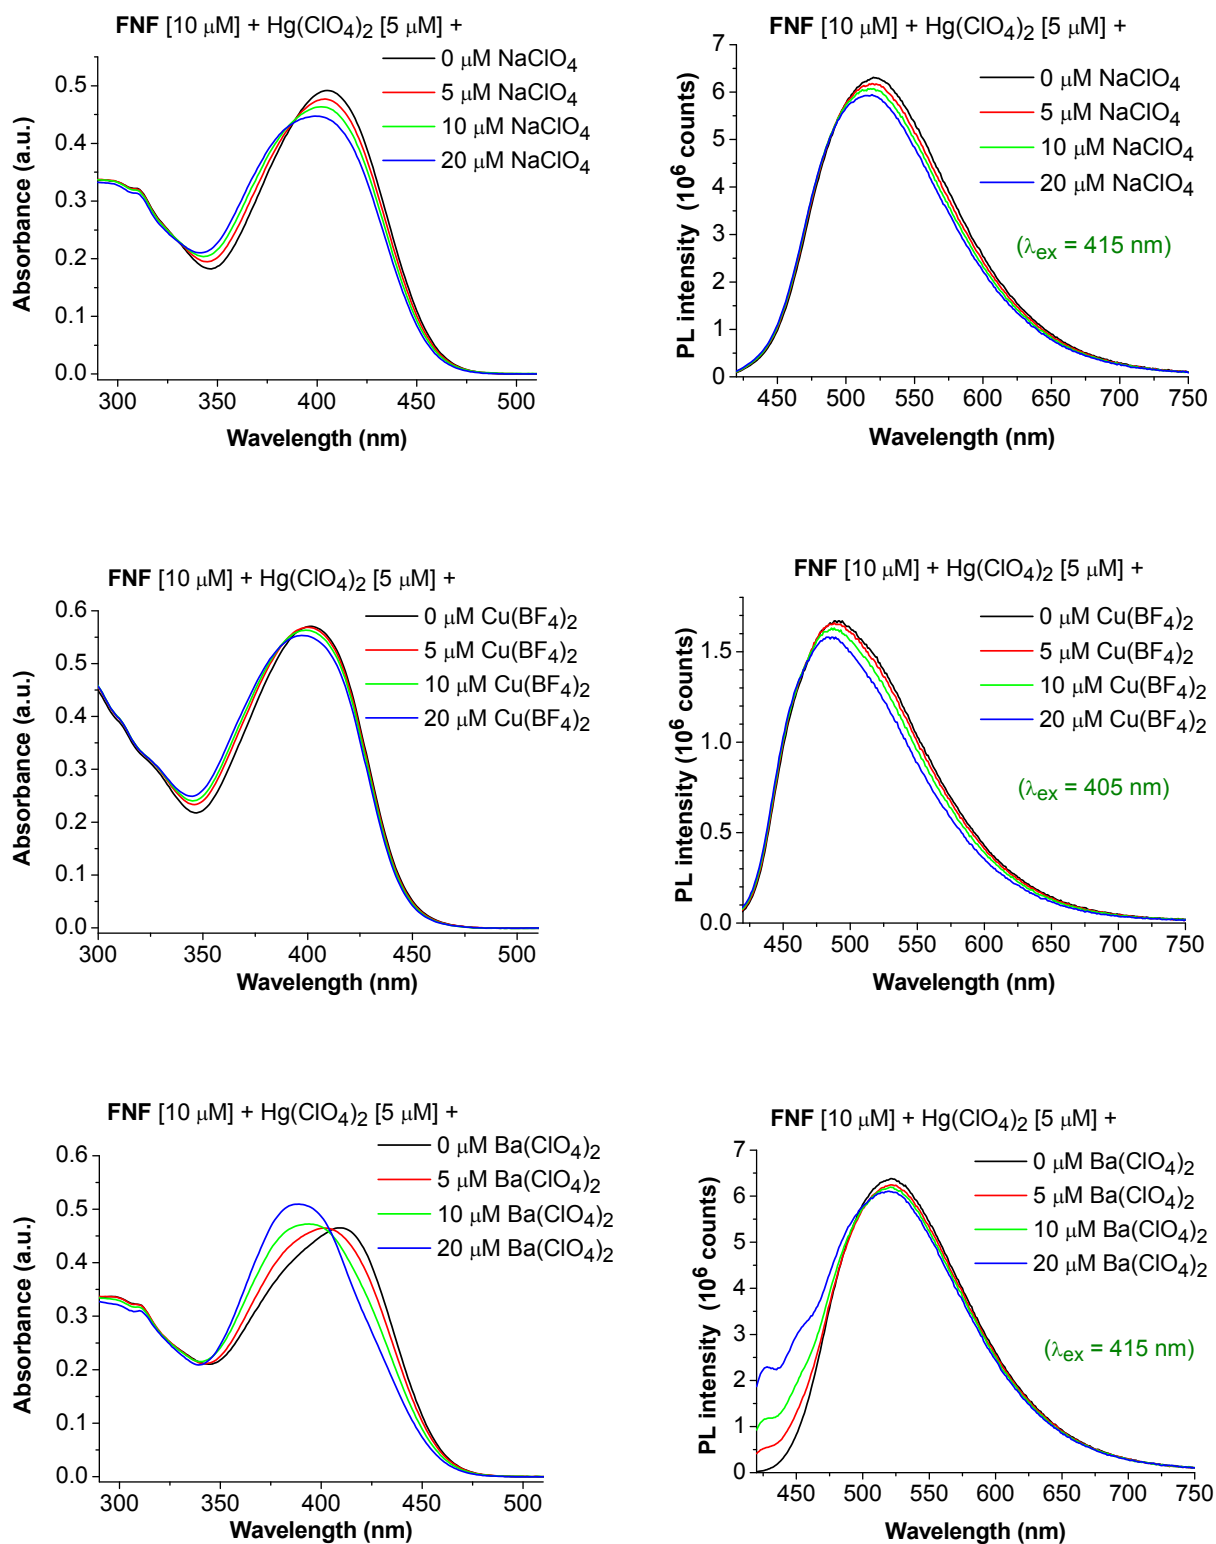 FNF [10 μM] + Hg(ClO4)2 [5 μM] +
0 μM NaClO4
5 μM NaClO4
10 μM NaClO4
20 μM NaClO4
Absorbance (a.u.)
0.5
0.4
0.3
0.2
0.1
0.0
300 350 400 450 500
Wavelength (nm)
FNF [10 μM] + Hg(ClO4)2 [5 μM] +
0 μM NaClO4
5 μM NaClO4
10 μM NaClO4
20 μM NaClO4
(λex = 415 nm)
PL intensity (10^6 counts)
7
6
5
4
3
2
1
0
450 500 550 600 650 700 750
Wavelength (nm)
FNF [10 μM] + Hg(ClO4)2 [5 μM] +
0 μM Cu(BF4)2
5 μM Cu(BF4)2
10 μM Cu(BF4)2
20 μM Cu(BF4)2
Absorbance (a.u.)
0.6
0.5
0.4
0.3
0.2
0.1
0.0
300 350 400 450 500
Wavelength (nm)
FNF [10 μM] + Hg(ClO4)2 [5 μM] +
0 μM Cu(BF4)2
5 μM Cu(BF4)2
10 μM Cu(BF4)2
20 μM Cu(BF4)2
(λex = 405 nm)
PL intensity (10^6 counts)
1.5
1.0
0.5
0.0
450 500 550 600 650 700 750
Wavelength (nm)
FNF [10 μM] + Hg(ClO4)2 [5 μM] +
0 μM Ba(ClO4)2
5 μM Ba(ClO4)2
10 μM Ba(ClO4)2
20 μM Ba(ClO4)2
Absorbance (a.u.)
0.6
0.5
0.4
0.3
0.2
0.1
0.0
300 350 400 450 500
Wavelength (nm)
FNF [10 μM] + Hg(ClO4)2 [5 μM] +
0 μM Ba(ClO4)2
5 μM Ba(ClO4)2
10 μM Ba(ClO4)2
20 μM Ba(ClO4)2
(λex = 415 nm)
PL intensity (10^6 counts)
7
6
5
4
3
2
1
0
450 500 550 600 650 700 750
Wavelength (nm)